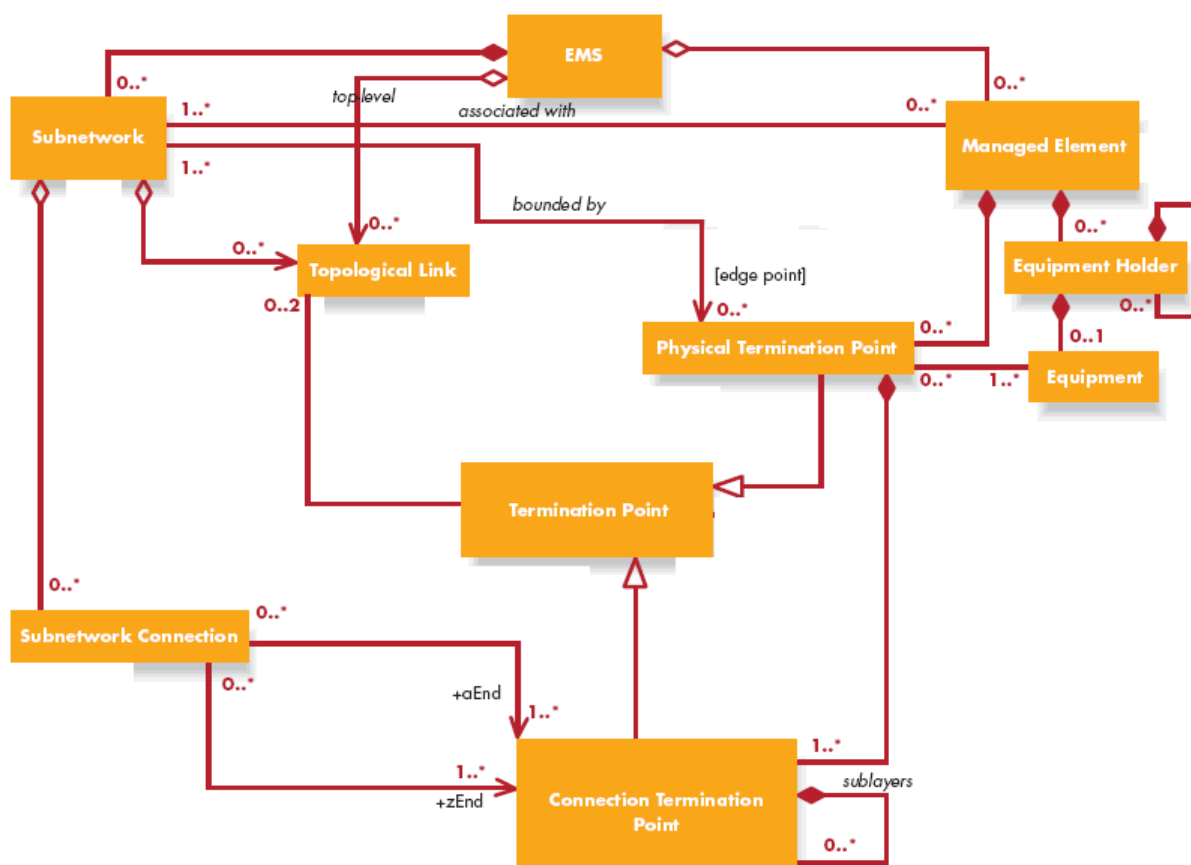 EMS
0..*
0..*
top-level
1..*
associated with
0..*
Subnetwork
Managed Element
1..*
bounded by
0..*
0..*
0..*
Topological Link
Equipment Holder
[edge point]
0..2
0..*
0..*
0..*
0..1
Physical Termination Point
0..*
1..*
Equipment
Termination Point
0..*
0..*
Subnetwork Connection
0..*
+aEnd
1..*
1..*
1..*
sublayers
+zEnd
Connection Termination
Point
0..*